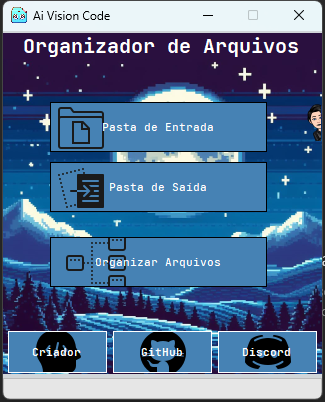 Ai Vision Code
Organizador de Arquivos
Pasta de Entrada
Pasta de Saída
Organizar Arquivos
Criador
GitHub
Discord